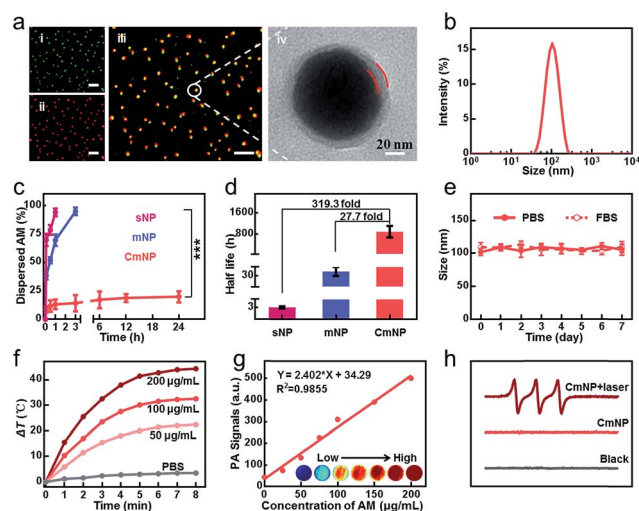 a
i
ii
iii
iv
20 nm
b
Intensity (%)
20
15
10
5
0
10⁰ 10¹ 10² 10³ 10⁴
Size (nm)
c
Dispersed AM (%)
100
75
50
25
0
sNP
mNP
CmNP
***
0 1 2 3 6 12 18 24
Time (h)
d
Half life (h)
16000
8000
30
3
319.3 fold
27.7 fold
sNP mNP CmNP
e
Size (nm)
150
100
50
0
PBS FBS
0 1 2 3 4 5 6 7
Time (day)
f
ΔT (℃)
40
30
20
10
0
200 μg/mL
100 μg/mL
50 μg/mL
PBS
0 1 2 3 4 5 6 7 8
Time (min)
g
PA Signals (a.u.)
500
400
300
200
100
0
Y = 2.402*X + 34.29
R²=0.9855
Low High
0 50 100 150 200
Concentration of AM (μg/mL)
h
CmNP+laser
CmNP
Black